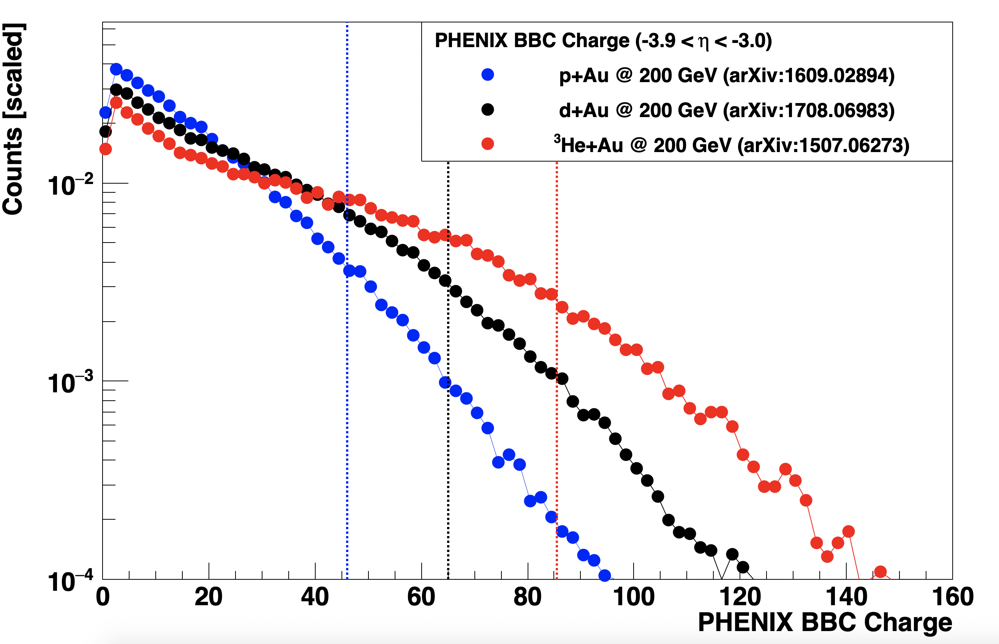 Counts [scaled]
PHENIX BBC Charge (-3.9 < η < -3.0)
p+Au @ 200 GeV (arXiv:1609.02894)
d+Au @ 200 GeV (arXiv:1708.06983)
³He+Au @ 200 GeV (arXiv:1507.06273)
10⁻²
10⁻³
10⁻⁴
0 20 40 60 80 100 120 140 160
PHENIX BBC Charge